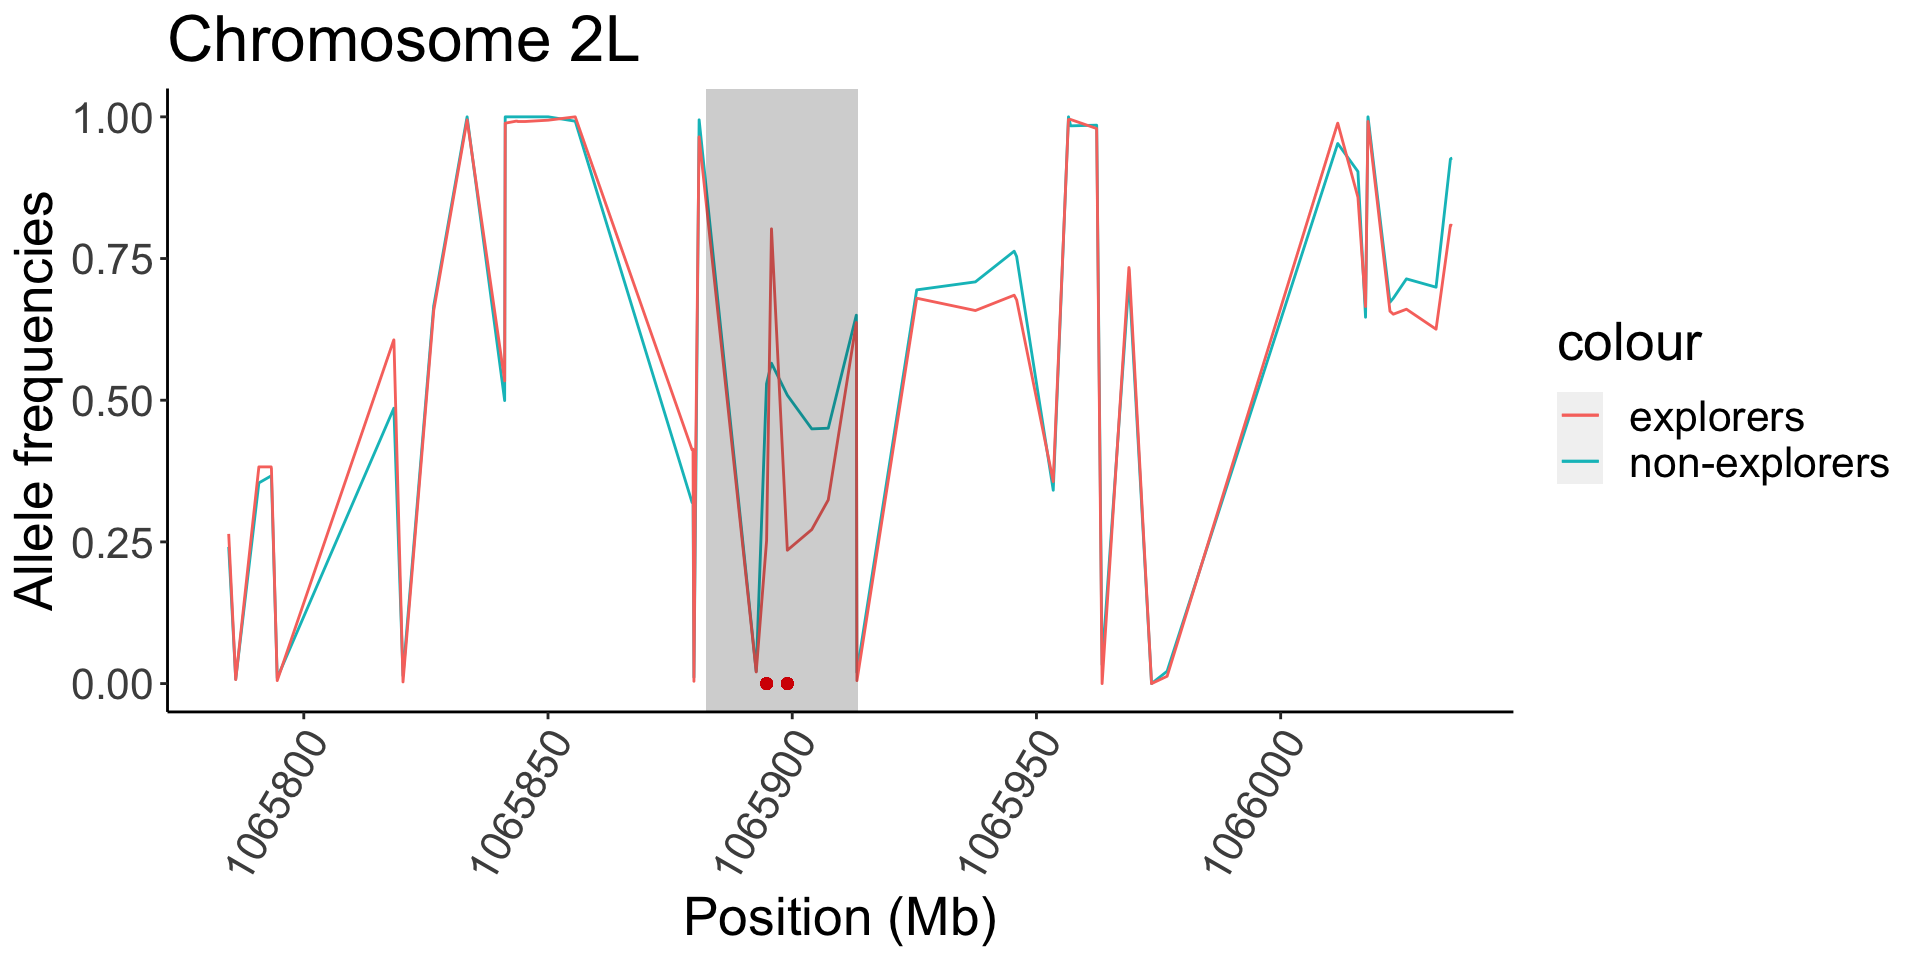 Chromosome 2L
Allele frequencies
1.00
0.75
0.50
0.25
0.00
1065800
1065850
1065900
1065950
1066000
Position (Mb)
colour
explorers
non-explorers